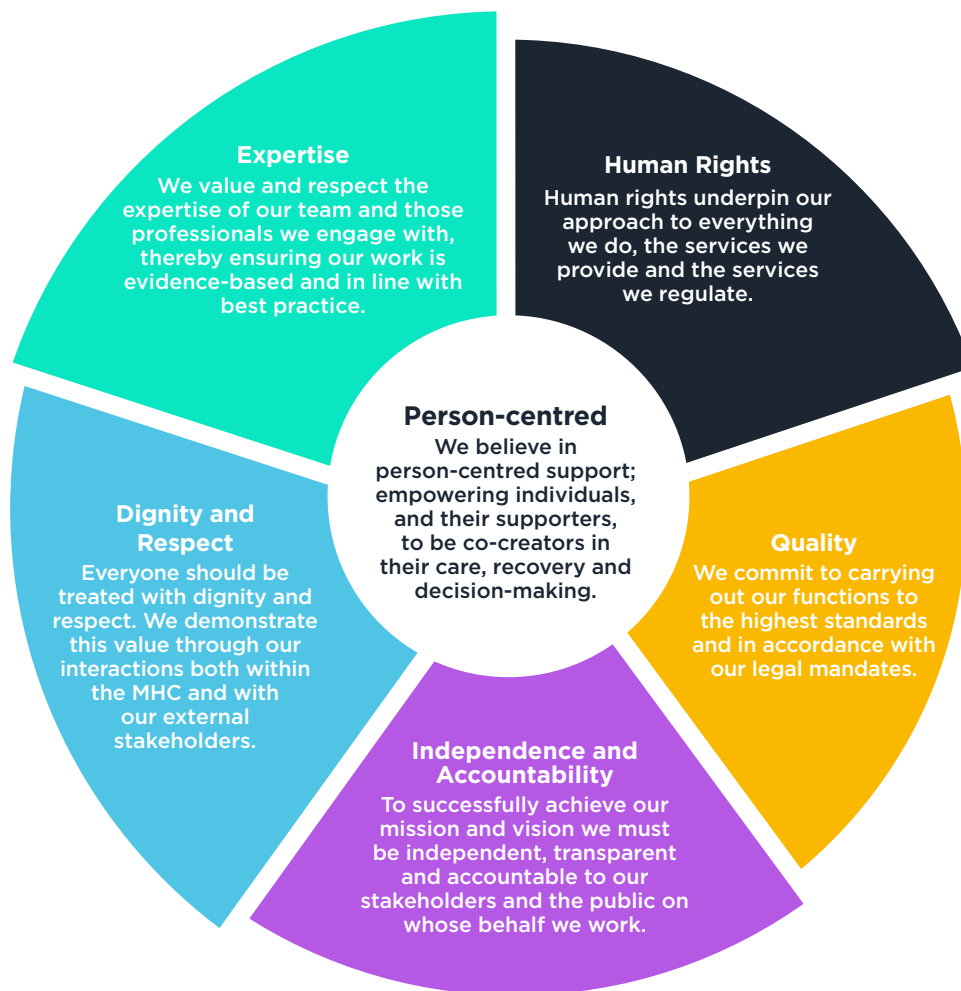 Expertise
We value and respect the
expertise of our team and those
professionals we engage with,
thereby ensuring our work is
evidence-based and in line with
best practice.
Human Rights
Human rights underpin our
approach to everything
we do, the services we
provide and the services
we regulate.
Person-centred
We believe in
person-centred support;
empowering individuals,
and their supporters,
to be co-creators in
their care, recovery and
decision-making.
Dignity and
Respect
Everyone should be
treated with dignity and
respect. We demonstrate
this value through our
interactions both within
the MHC and with
our external
stakeholders.
Quality
We commit to carrying
out our functions to
the highest standards
and in accordance with
our legal mandates.
Independence and
Accountability
To successfully achieve our
mission and vision we must
be independent, transparent
and accountable to our
stakeholders and the public on
whose behalf we work.